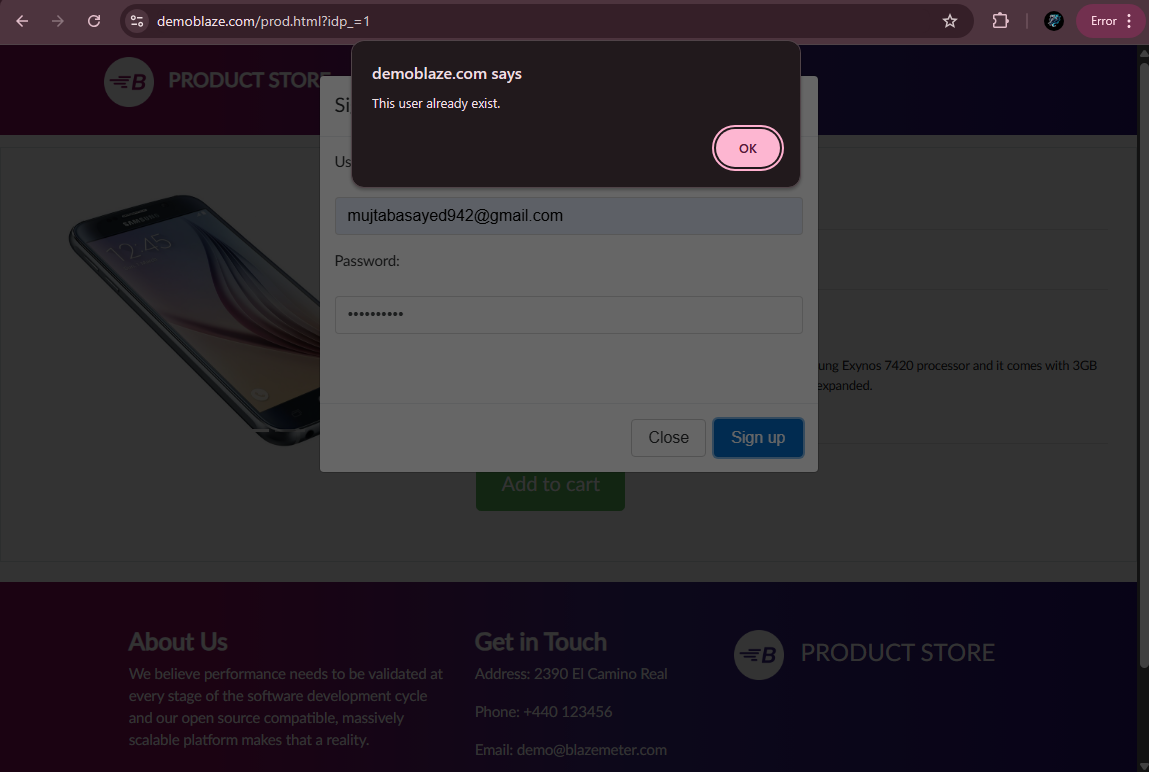 demoblaze.com/prod.html?idp_=1
Error
PRODUCT STORE
demoblaze.com says
This user already exist.
OK
Si
Us
mujtabasayed942@gmail.com
Password:
••••••••••
SAMSUNG
12:45
ung Exynos 7420 processor and it comes with 3GB
expanded.
Close
Sign up
Add to cart
About Us
We believe performance needs to be validated at
every stage of the software development cycle
and our open source compatible, massively
scalable platform makes that a reality.
Get in Touch
Address: 2390 El Camino Real
Phone: +440 123456
Email: demo@blazemeter.com
B
PRODUCT STORE